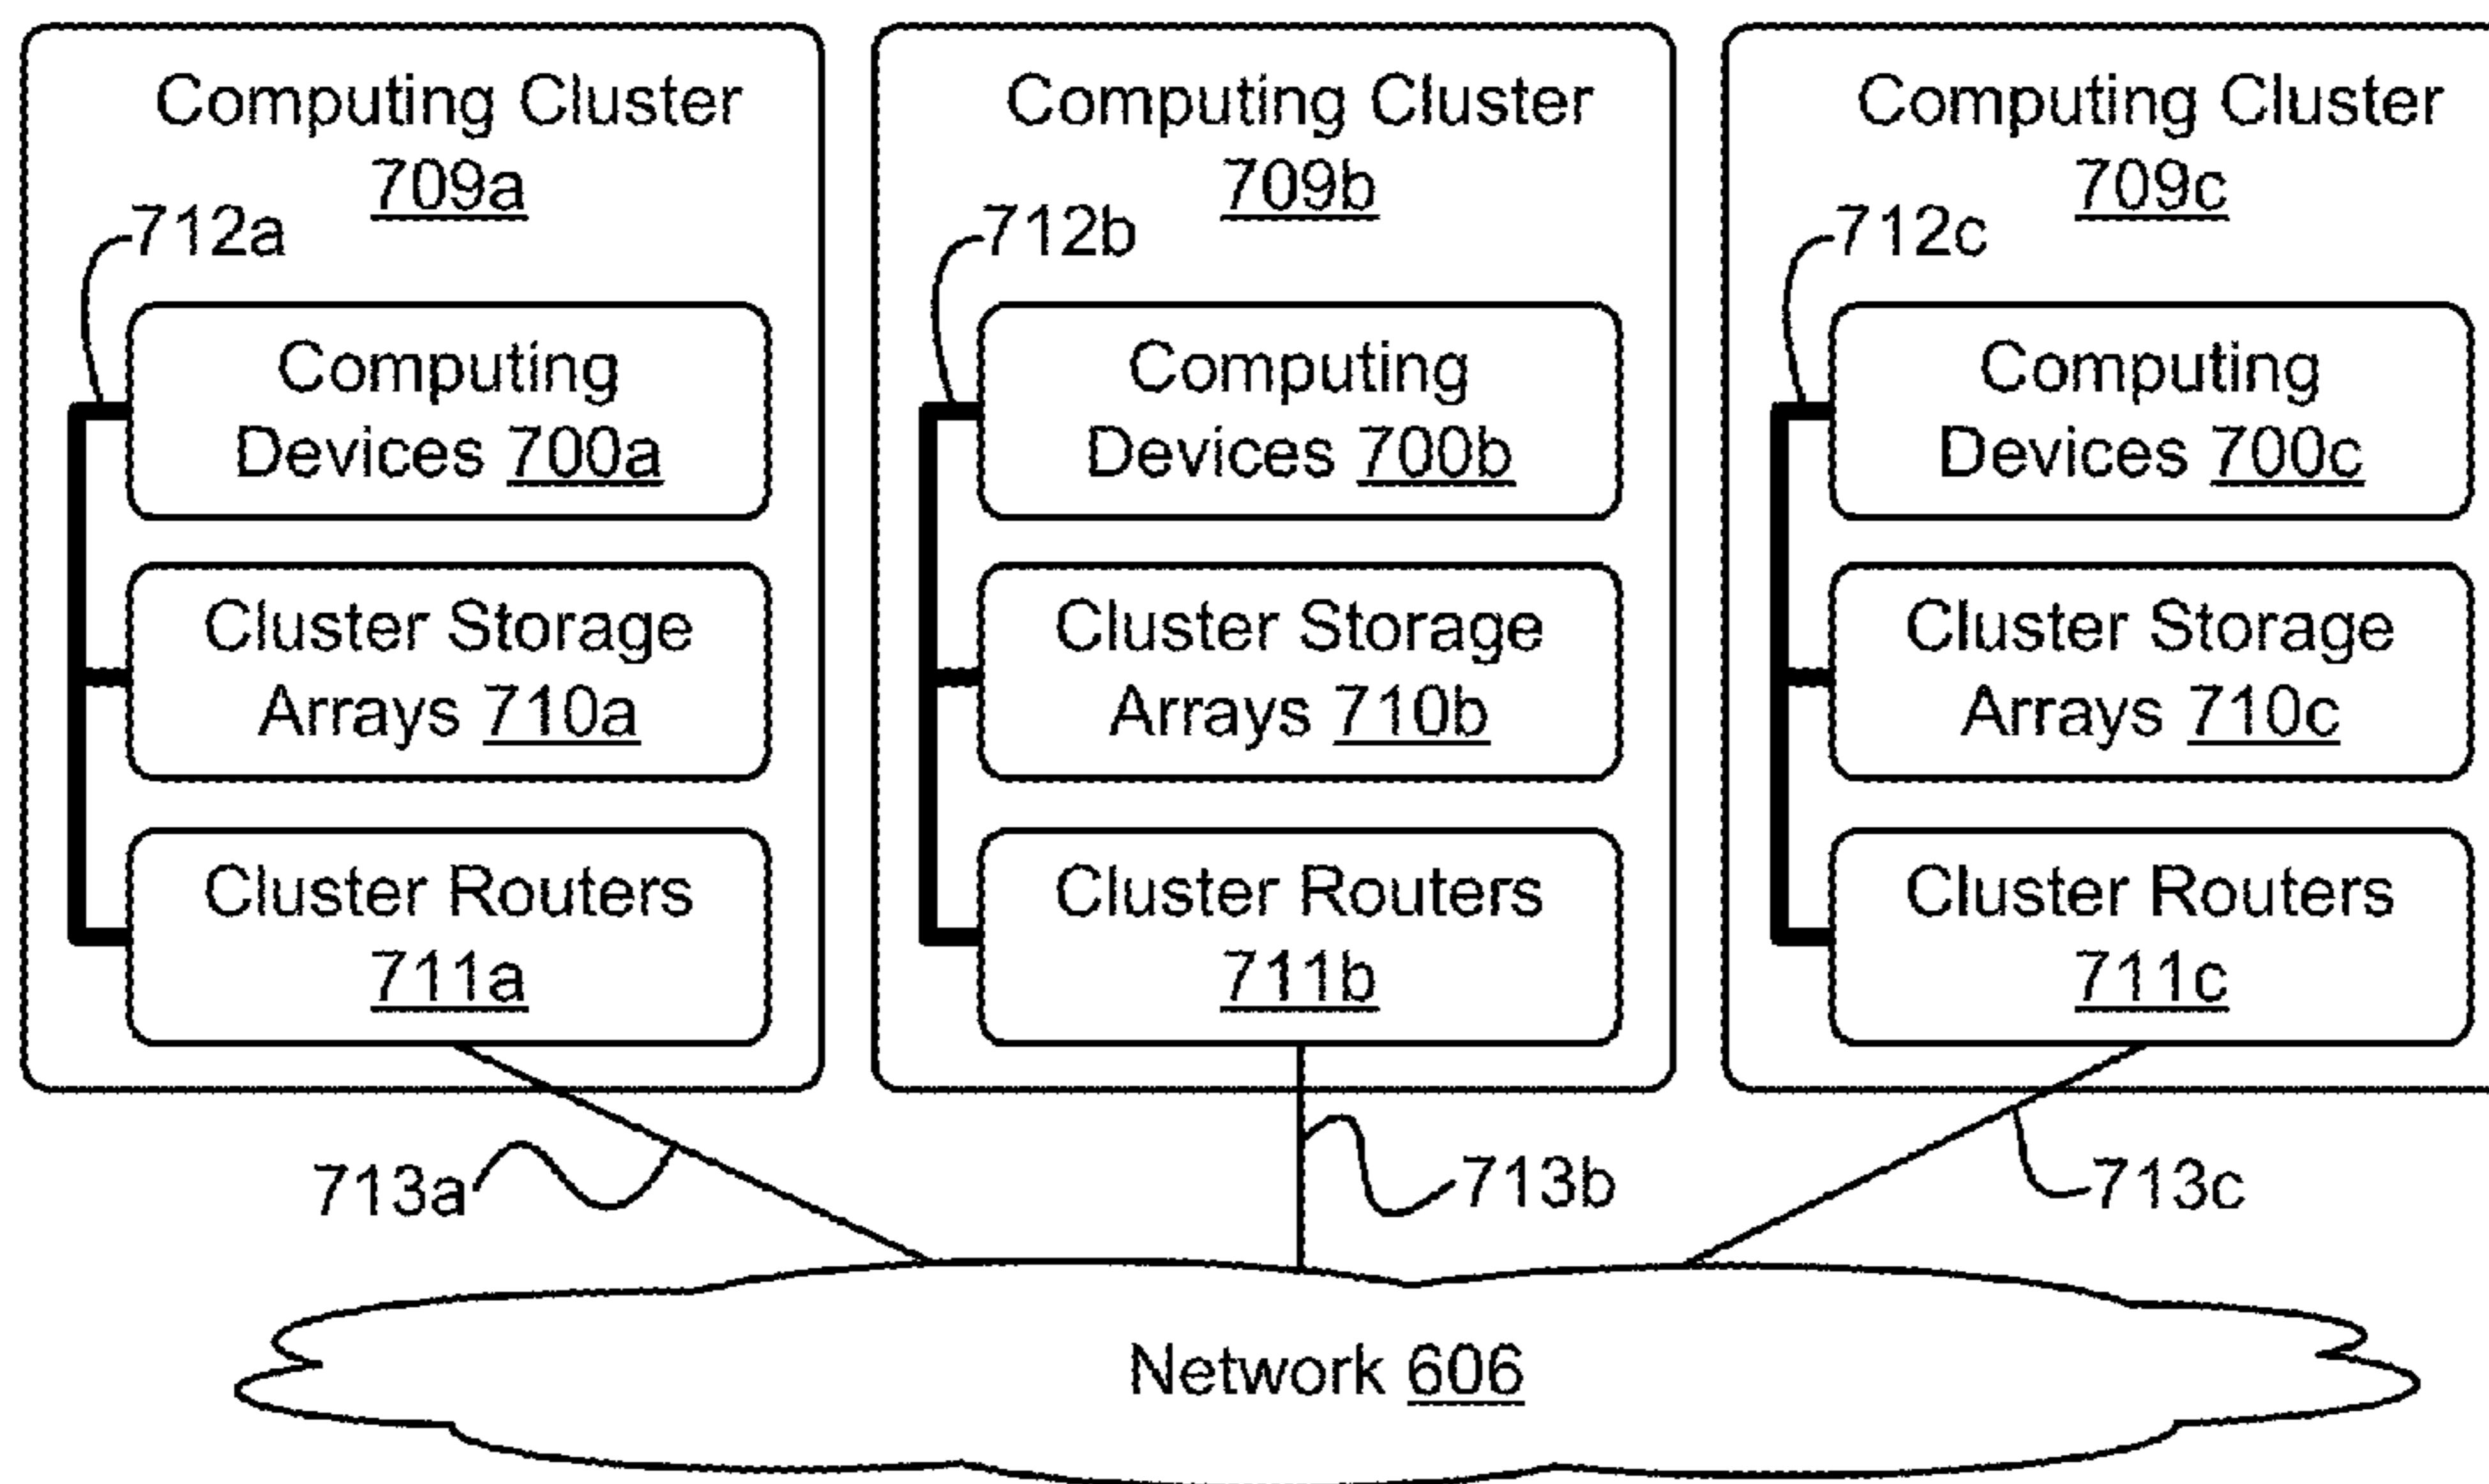 Computing Cluster
709a
712a
Computing
Devices 700a
Cluster Storage
Arrays 710a
Cluster Routers
711a
Computing Cluster
709b
712b
Computing
Devices 700b
Cluster Storage
Arrays 710b
Cluster Routers
711b
Computing Cluster
709c
712c
Computing
Devices 700c
Cluster Storage
Arrays 710c
Cluster Routers
711c
713a
713b
713c
Network 606